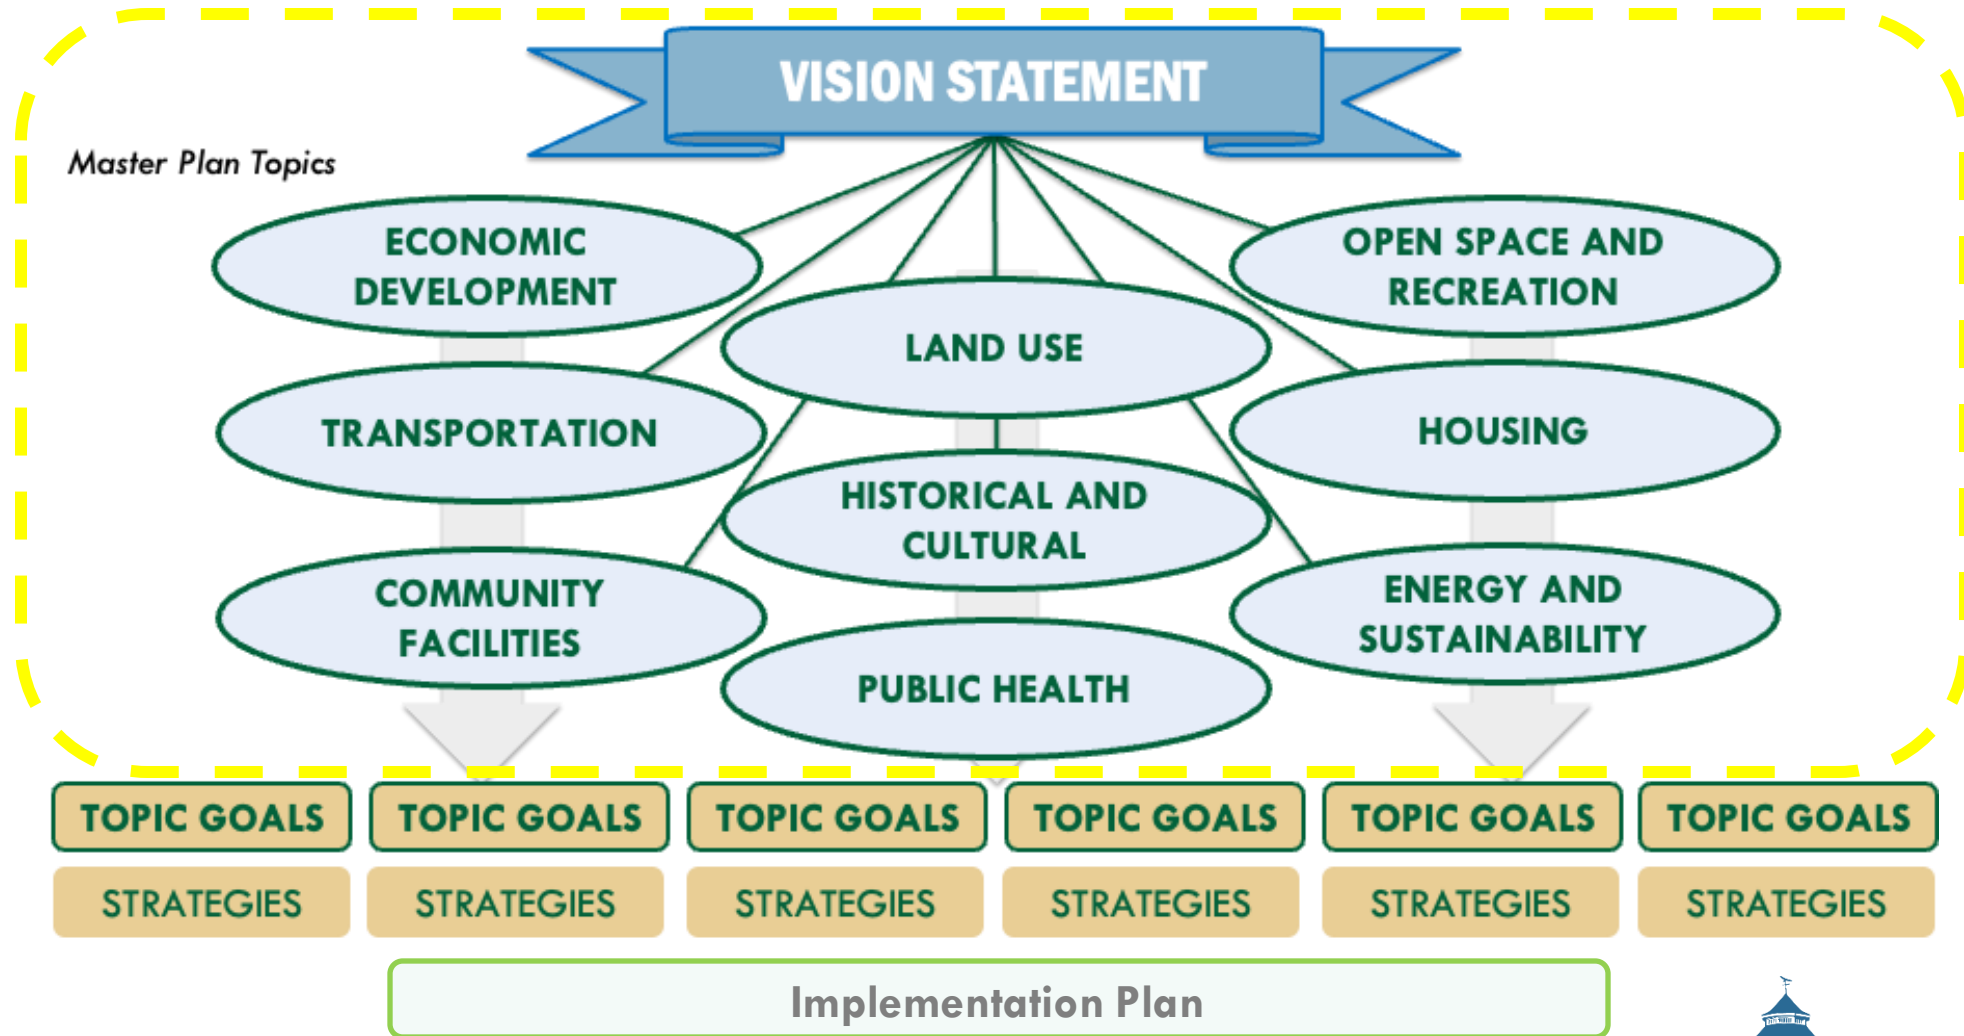 VISION STATEMENT
Master Plan Topics
ECONOMIC
DEVELOPMENT
OPEN SPACE AND
RECREATION
LAND USE
TRANSPORTATION
HOUSING
HISTORICAL AND
CULTURAL
COMMUNITY
FACILITIES
ENERGY AND
SUSTAINABILITY
PUBLIC HEALTH
TOPIC GOALS
TOPIC GOALS
TOPIC GOALS
TOPIC GOALS
TOPIC GOALS
TOPIC GOALS
STRATEGIES
STRATEGIES
STRATEGIES
STRATEGIES
STRATEGIES
STRATEGIES
Implementation Plan